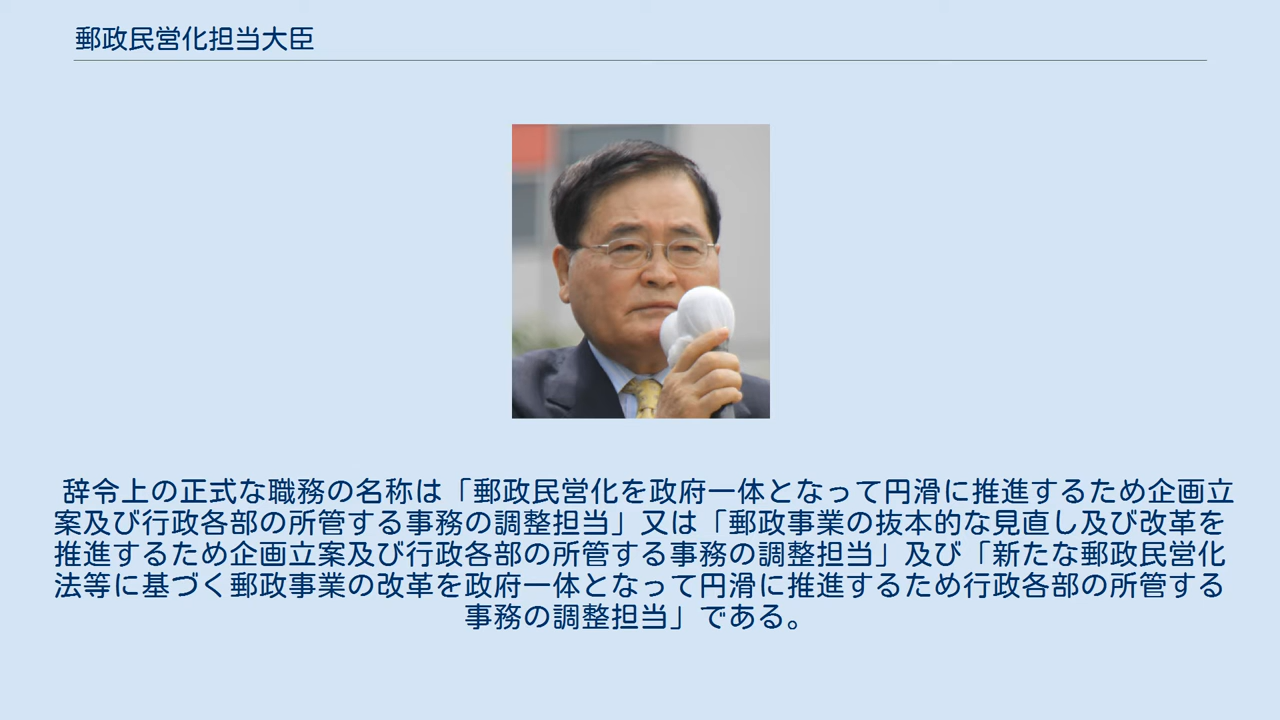 郵政民営化担当大臣
辞令上の正式な職務の名称は「郵政民営化を政府一体となって円滑に推進するため企画立
案及び行政各部の所管する事務の調整担当」又は「郵政事業の抜本的な見直し及び改革を
推進するため企画立案及び行政各部の所管する事務の調整担当」及び「新たな郵政民営化
法等に基づく郵政事業の改革を政府一体となって円滑に推進するため行政各部の所管する
事務の調整担当」である。